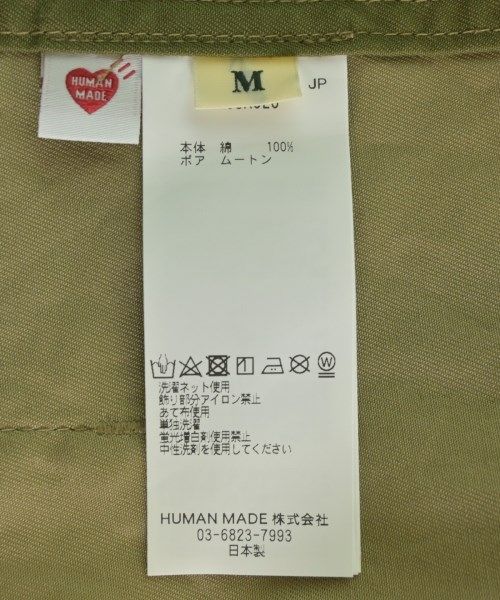 HUMAN
MADE
M
JP
本体 綿 100%
ボア ムートン
W
洗濯ネット使用
飾り部分アイロン禁止
あて布使用
単独洗濯
蛍光増白剤使用禁止
中性洗剤を使用してください
HUMAN MADE 株式会社
03-6823-7993
日本製